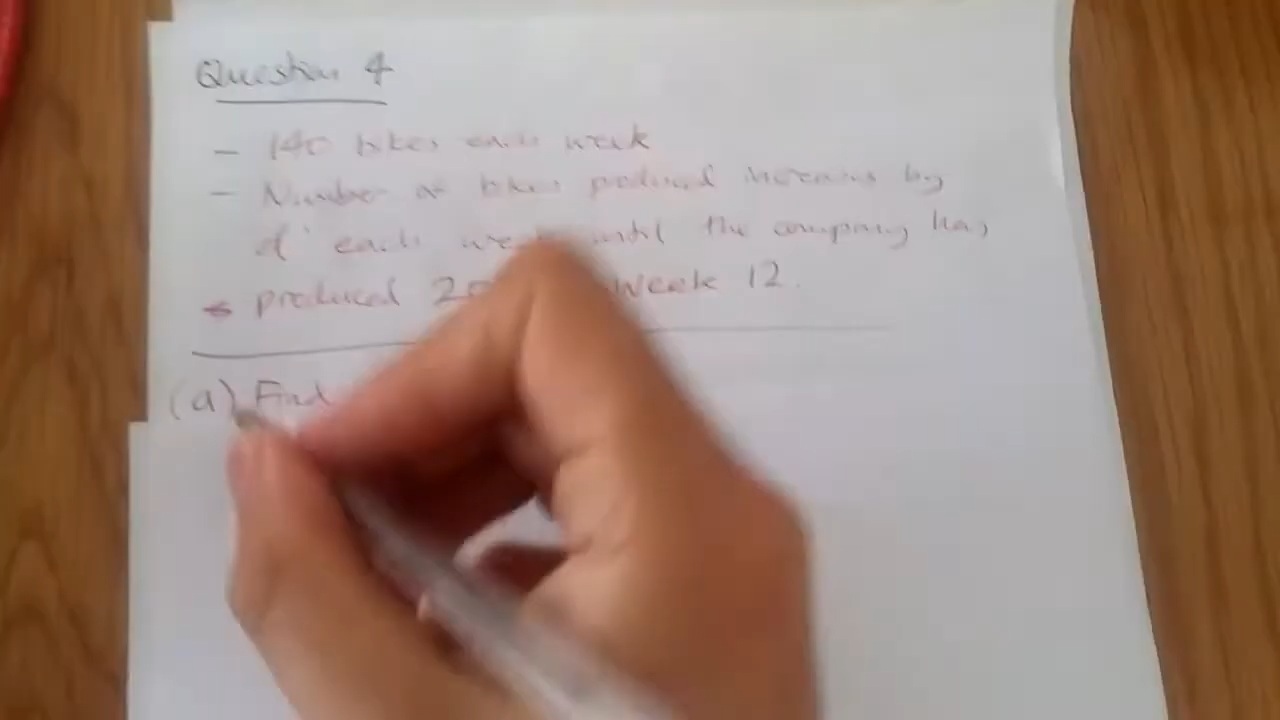 Question 4
- 140 bikes each week
- Number of bikes produced increases by
d each week until the company has
produced 20 Week 12.
(a) Find